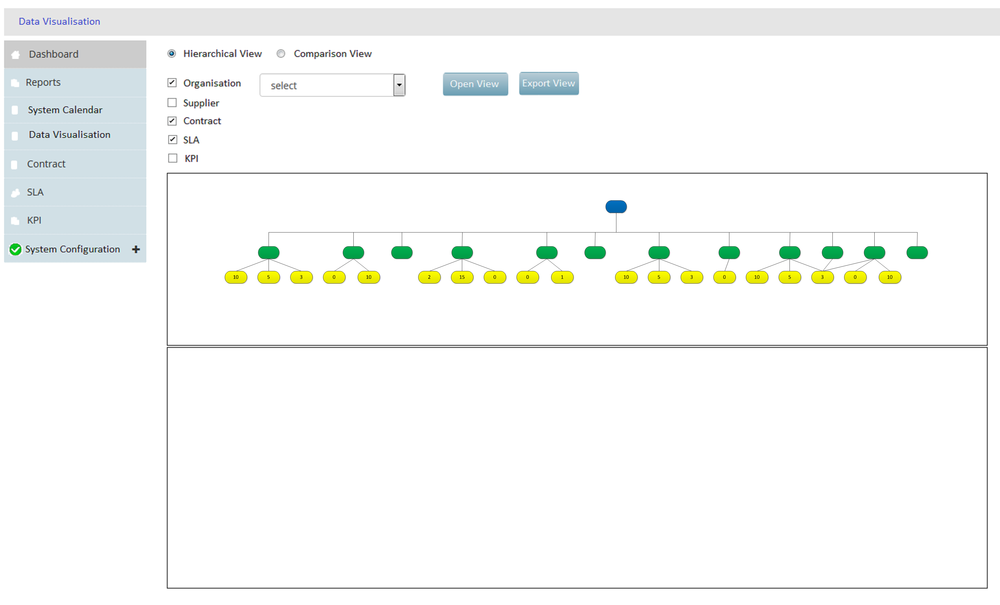 Data Visualisation
Dashboard
Reports
System Calendar
Data Visualisation
Contract
SLA
KPI
System Configuration
Hierarchical View Comparison View
Organisation select Open View Export View
Supplier
Contract
SLA
KPI
10 5 3 0 10 2 15 0 0 1 10 5 3 0 10 5 3 0 10